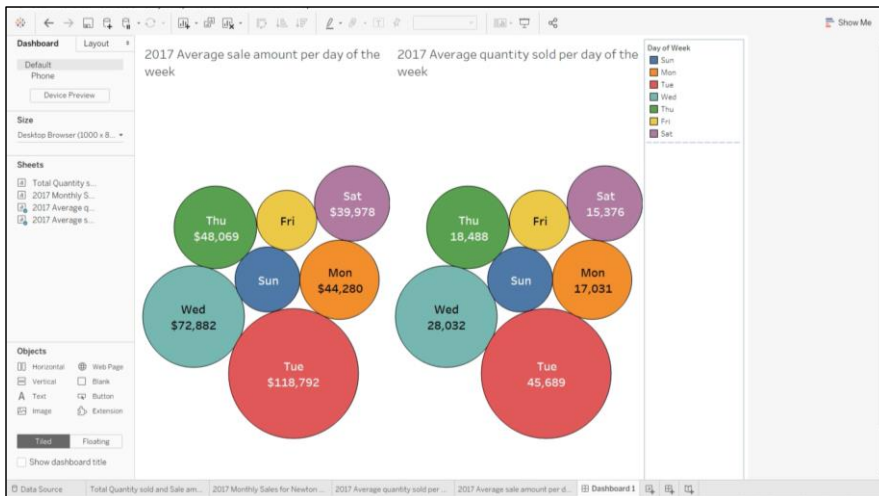 Show Me
Dashboard
Layout
Default
Phone
Device Preview
Size
Desktop Browser (1000 x 8...
Sheets
Total Quantity s...
2017 Monthly S...
2017 Average q...
2017 Average s...
Objects
Horizontal
Web Page
Vertical
Blank
Text
Button
Image
Extension
Tiled
Floating
Show dashboard title
2017 Average sale amount per day of the
week
Thu
$48,069
Fri
Sat
$39,978
Sun
Mon
$44,280
Wed
$72,882
Tue
$118,792
2017 Average quantity sold per day of the
week
Thu
18,488
Fri
Sat
15,376
Sun
Mon
17,031
Wed
28,032
Tue
45,689
Day of Week
Sun
Mon
Tue
Wed
Thu
Fri
Sat
Data Source
Total Quantity sold and Sale am...
2017 Monthly Sales for Newton ...
2017 Average quantity sold per ...
2017 Average sale amount per d...
Dashboard 1